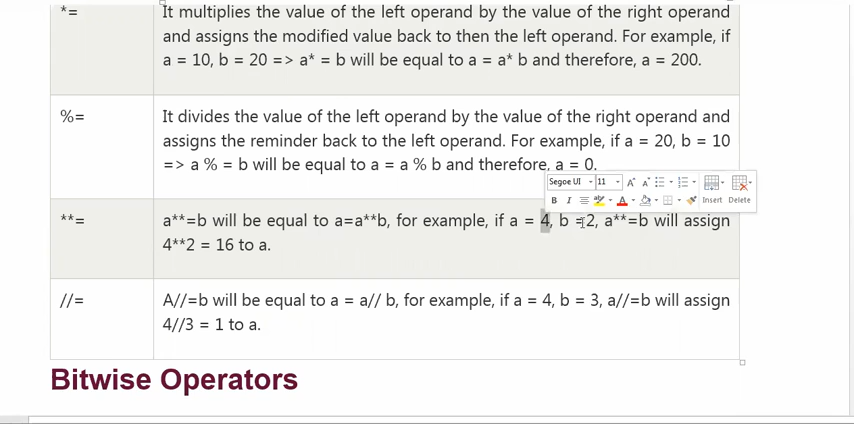 *=
It multiplies the value of the left operand by the value of the right operand
and assigns the modified value back to then the left operand. For example, if
a = 10, b = 20 => a* = b will be equal to a = a* b and therefore, a = 200.
%=
It divides the value of the left operand by the value of the right operand and
assigns the reminder back to the left operand. For example, if a = 20, b = 10
=> a % = b will be equal to a = a % b and therefore, a = 0.
Segoe UI 11 A A
B I A Insert Delete
**=
a**=b will be equal to a=a**b, for example, if a = 4, b =2, a**=b will assign
4**2 = 16 to a.
//=
A//=b will be equal to a = a// b, for example, if a = 4, b = 3, a//=b will assign
4//3 = 1 to a.
Bitwise Operators